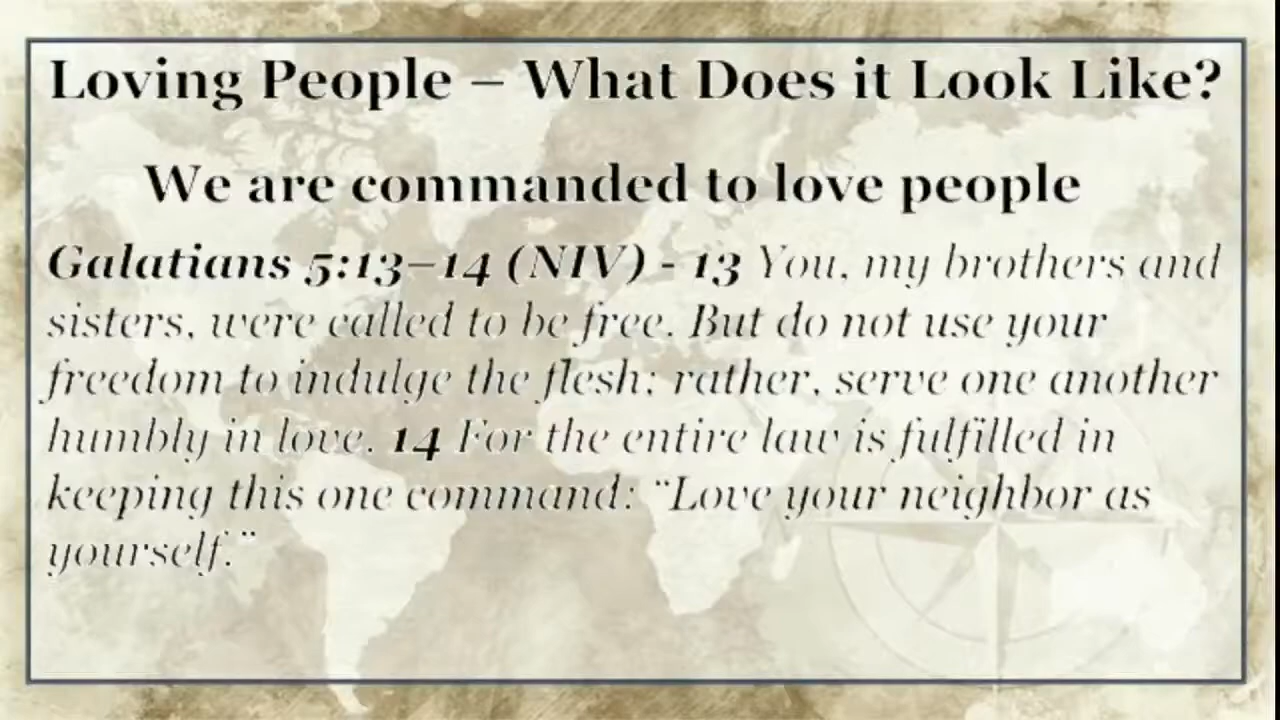 Loving People – What Does it Look Like?
We are commanded to love people
Galatians 5:13–14 (NIV) - 13 You, my brothers and
sisters, were called to be free. But do not use your
freedom to indulge the flesh; rather, serve one another
humbly in love. 14 For the entire law is fulfilled in
keeping this one command: “Love your neighbor as
yourself.”